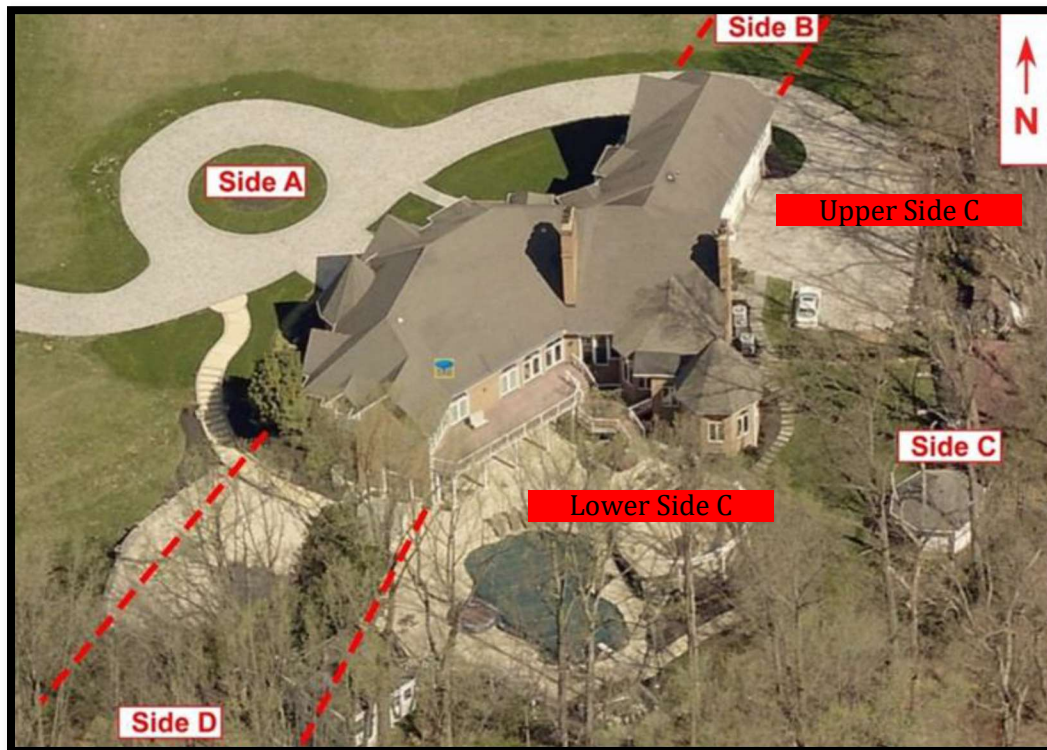 Side B
N
Side A
Upper Side C
Side C
Lower Side C
Side D